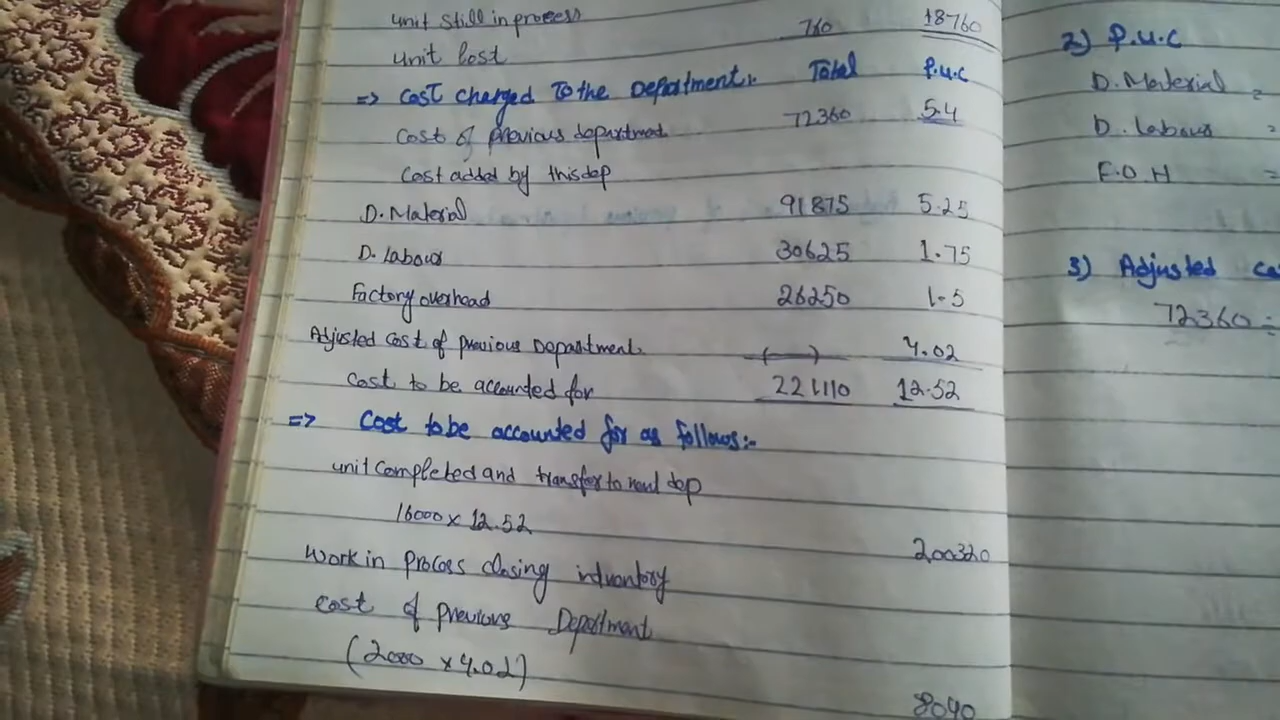 unit still in process
unit lost 760 18760
=> Cost charged To the Department:- Total P.U.C
Cost of previous department 72360 5.4
Cost added by this dep
D. Material 91875 5.25
D. Labour 30625 1.75
Factory overhead 26250 1.5
Adjusted cost of previous Department. (—) 4.02
Cost to be accounted for 221110 12.52
=> Cost to be accounted for as follows:-
unit completed and transfer to next dep
16000 x 12.52 200320
Work in process closing
Cost of previous Department
(2000 x 4.02) 8040
2) P.U.C
D. Material =
D. Labour =
F.O.H =
3) Adjusted
72360 ÷